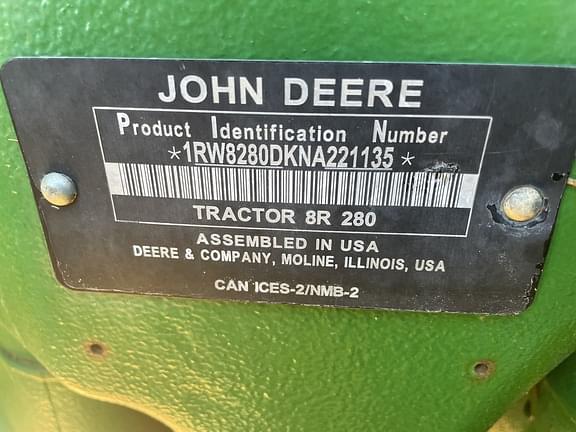 JOHN DEERE
Product Identification Number
*1RW8280DKNA221135*
TRACTOR 8R 280
ASSEMBLED IN USA
DEERE & COMPANY, MOLINE, ILLINOIS, USA
CAN ICES-2/NMB-2